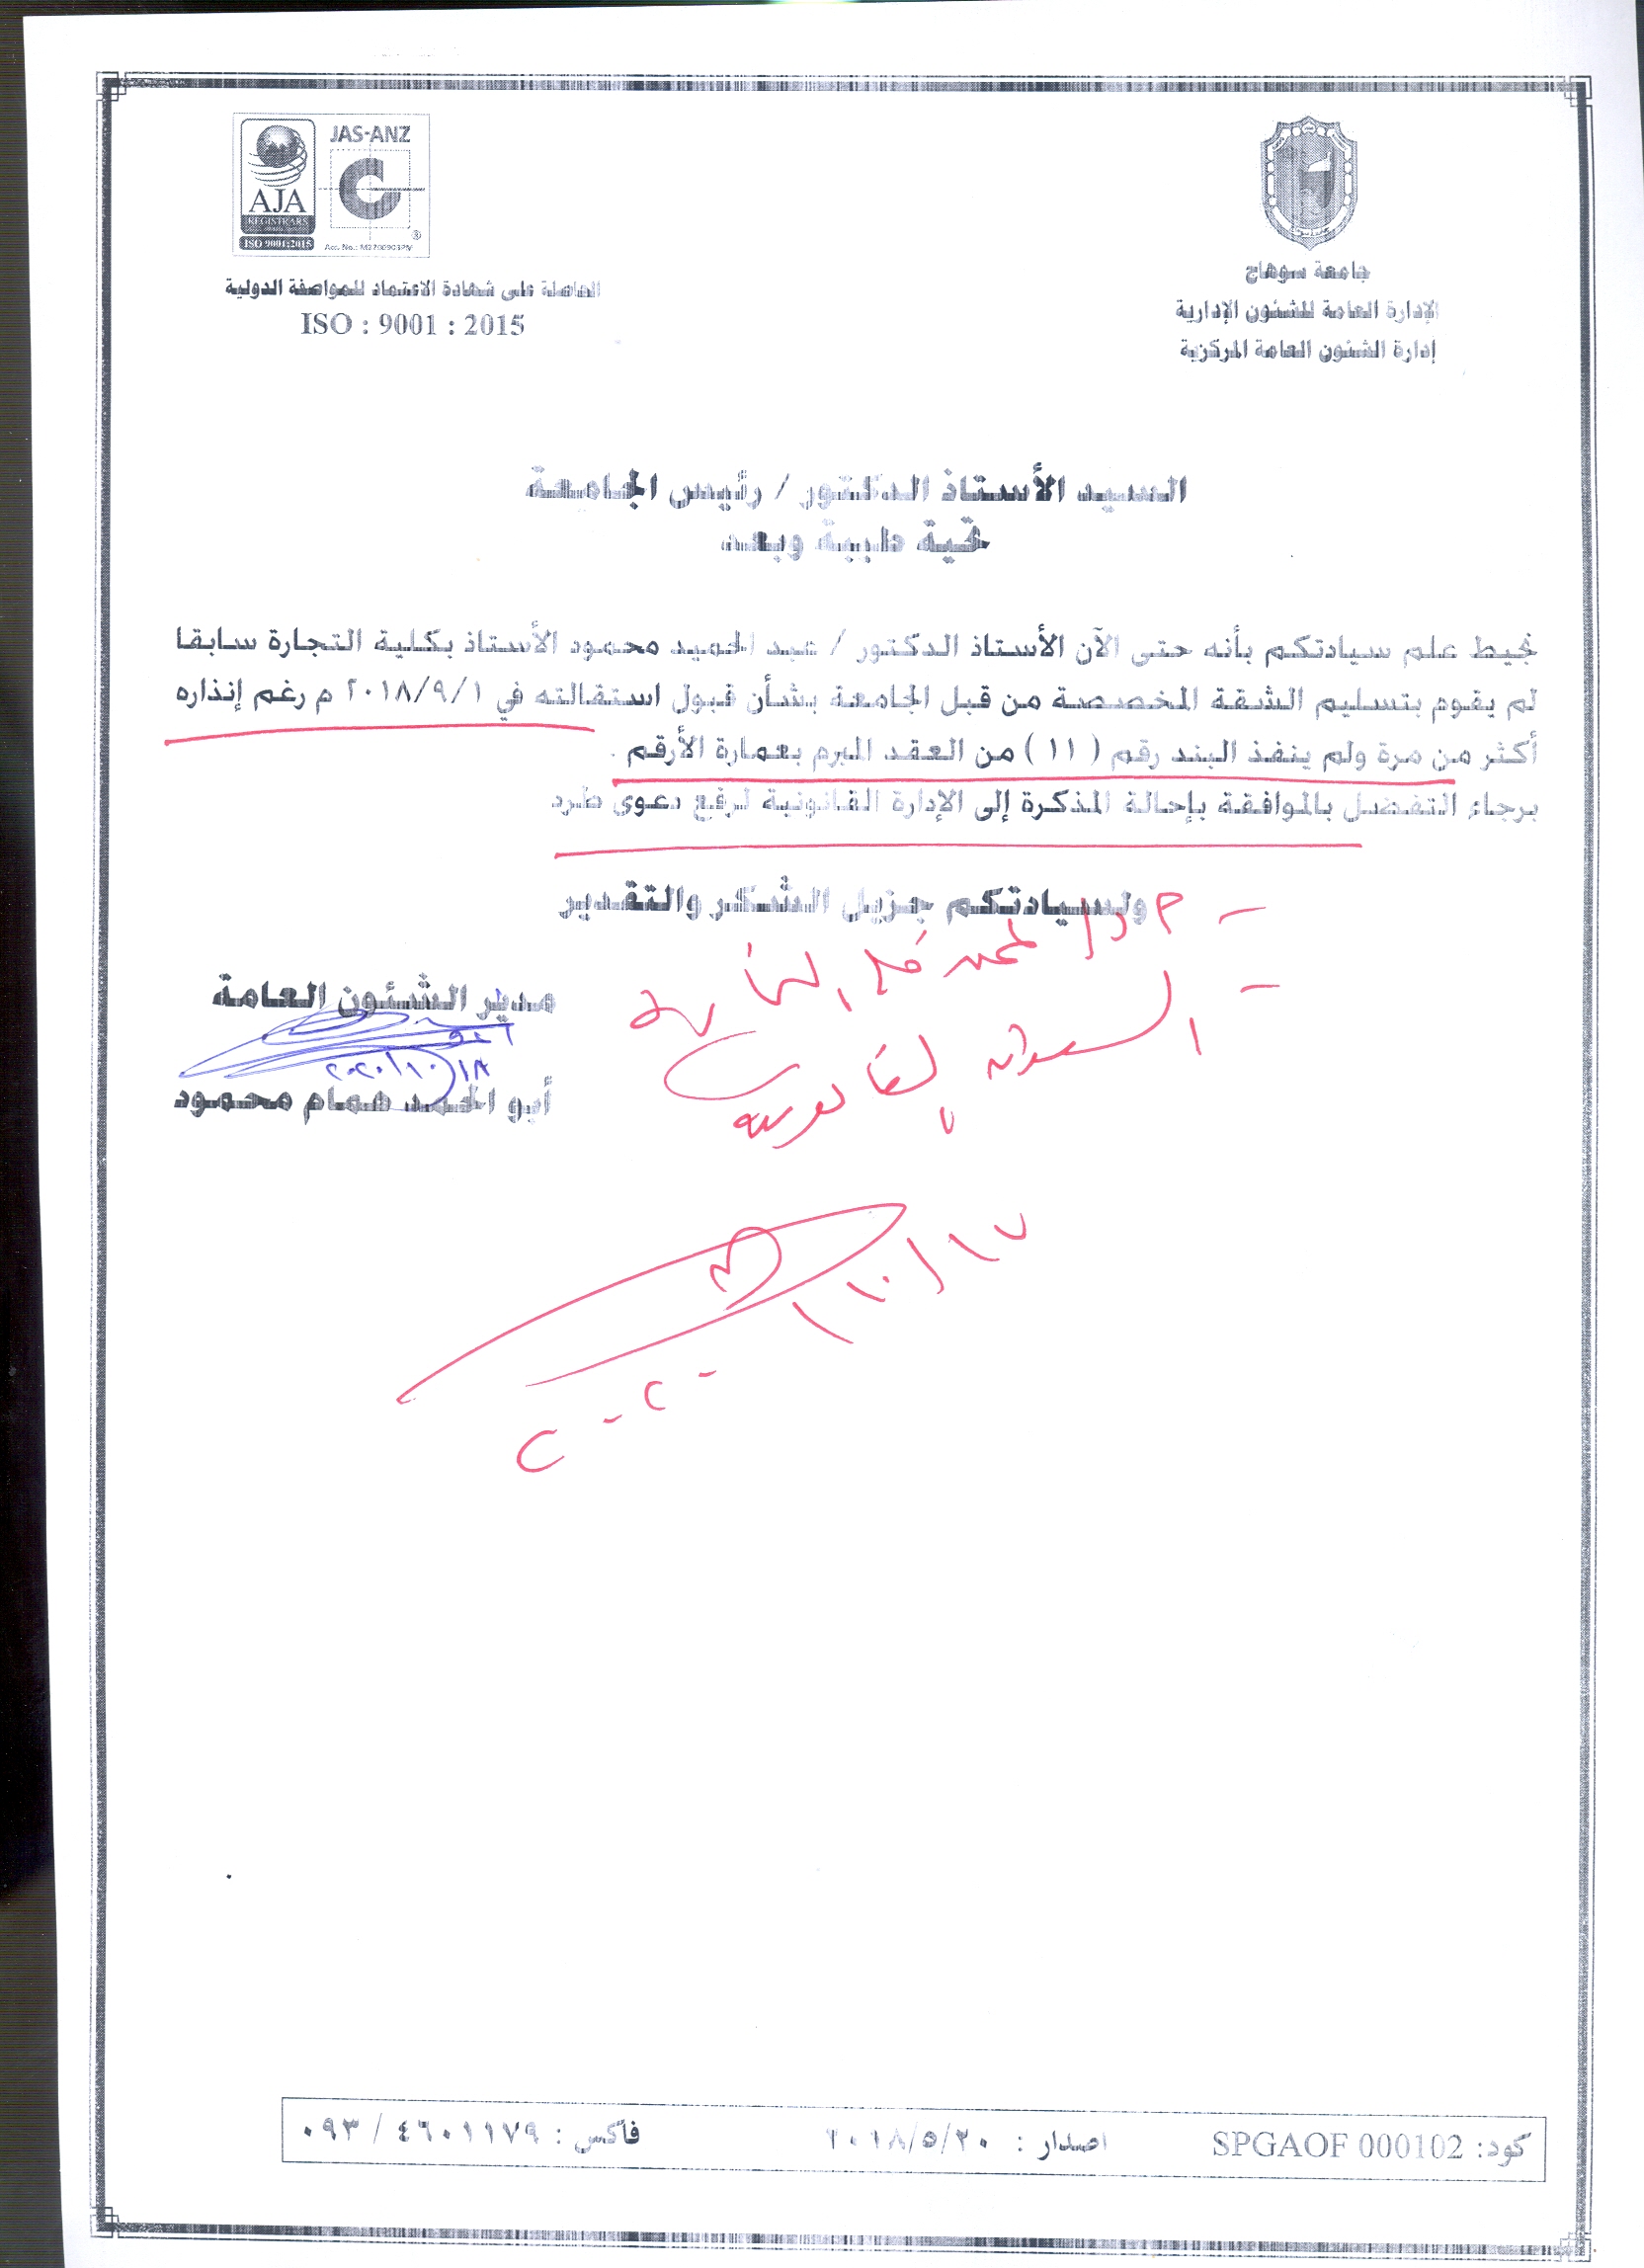 JAS-ANZ
AJA
REGISTRARS
ISO 9001:2015
®
الحاصلة على شهادة الاعتماد للمواصفة الدولية
ISO : 9001 : 2015
جامعة سوهاج
الإدارة العامة للشئون الإدارية
إدارة الشئون العامة المركزية
السيد الأستاذ الدكتور / رئيس الجامعة
تحية طيبة وبعد
نحيط علم سيادتكم بأنه حتى الآن الأستاذ الدكتور / عبد الحميد محمود الأستاذ بكلية التجارة سابقا
لم يقوم بتسليم الشقة المخصصة من قبل الجامعة بشأن قبول استقالته في ٢٠١٨/٩/١ م رغم إنذاره
أكثر من مرة ولم ينفذ البند رقم ( ١١ ) من العقد المبرم بعمارة الأرقم .
برجاء التفضل بالموافقة بإحالة المذكرة إلى الإدارة القانونية لرفع دعوى طرد
ولسيادتكم جزيل الشكر والتقدير
مدير الشئون العامة
٢٠٢٠/١٠/١٨
أبو الحمد همام محمود
السئون القانونية
١٠/١٧
٢٠٢٠
كود: SPGAOF 000102
اصدار : ٢٠١٨/٥/٢٠
فاكس : ٤٦٠١١٧٩ / ٠٩٣